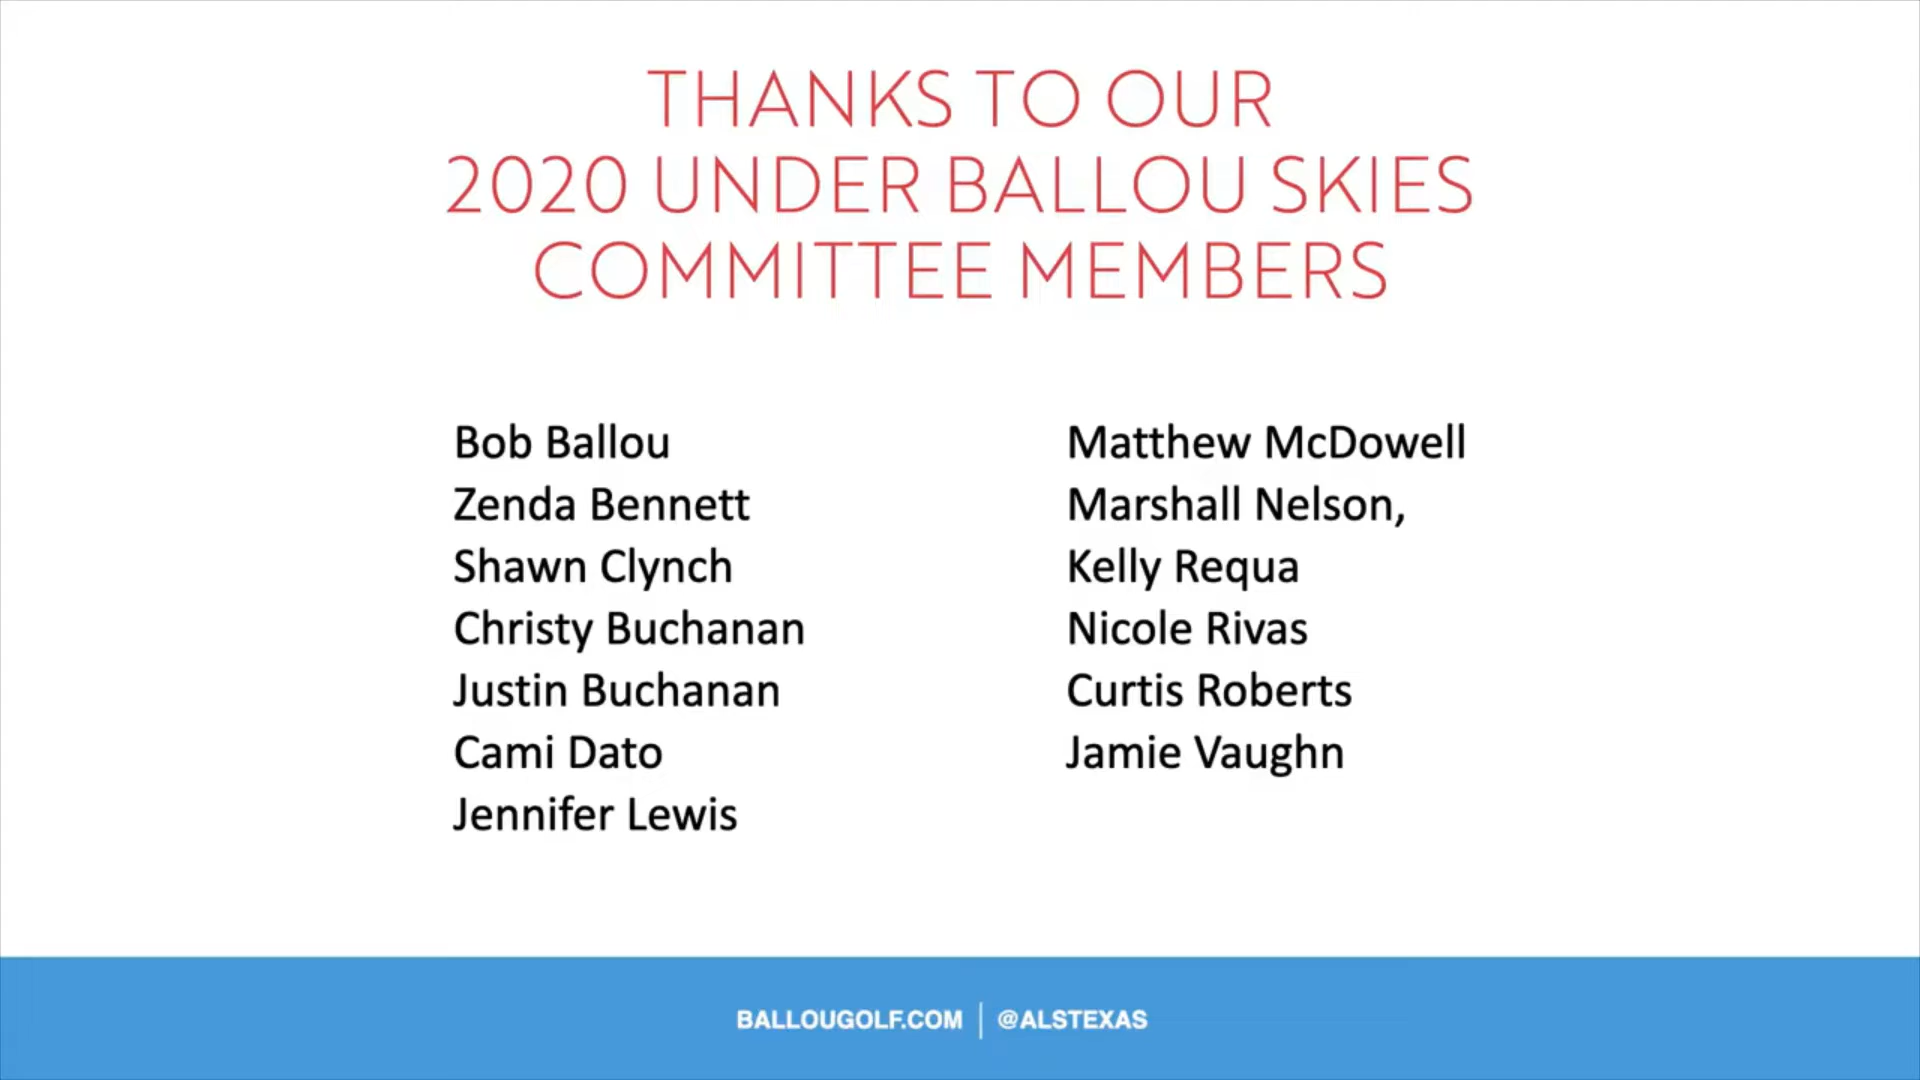 THANKS TO OUR
2020 UNDER BALLOU SKIES
COMMITTEE MEMBERS
Bob Ballou
Zenda Bennett
Shawn Clynch
Christy Buchanan
Justin Buchanan
Cami Dato
Jennifer Lewis
Matthew McDowell
Marshall Nelson,
Kelly Requa
Nicole Rivas
Curtis Roberts
Jamie Vaughn
BALLOUGOLF.COM | @ALSTEXAS